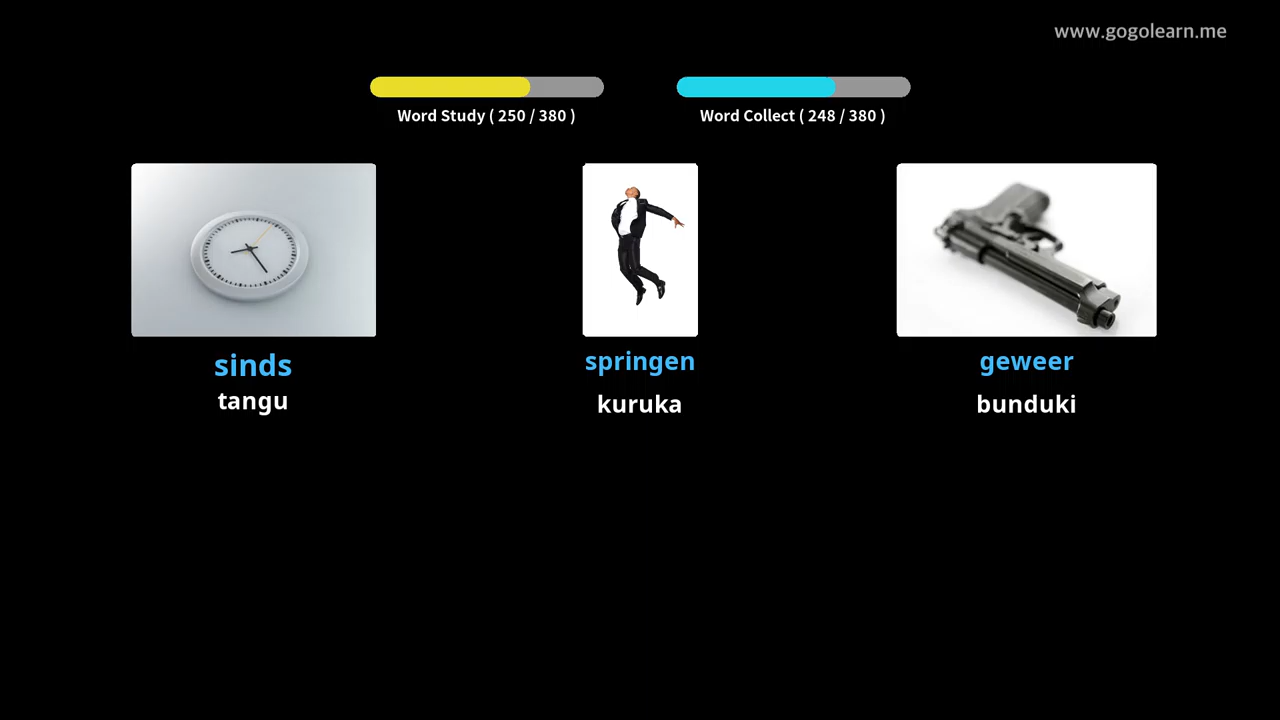 www.gogolearn.me
Word Study ( 250 / 380 )
Word Collect ( 248 / 380 )
sinds
tangu
springen
kuruka
geweer
bunduki